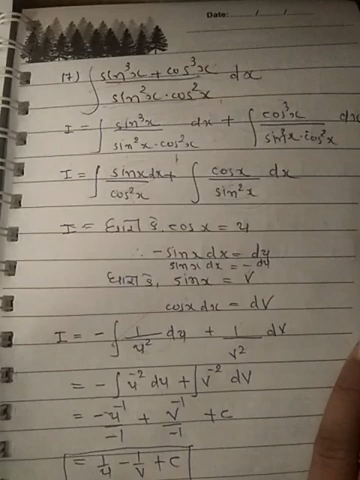 Date: / /
17) ∫ sin³x + cos³x / sin²x · cos²x dx
I = ∫ sin³x / sin²x · cos²x dx + ∫ cos³x / sin²x · cos²x dx
I = ∫ sinx dx / cos²x + ∫ cosx / sin²x dx
I = धारा है, cos x = u
∴ -sinx dx = du
sinx dx = -du
धारा है, sinx = v
cosx dx = dv
I = - ∫ 1/u² du + 1/v² dv
= - ∫ u⁻² du + ∫ v⁻² dv
= -u⁻¹/-1 + v⁻¹/-1 + c
= 1/u - 1/v + c